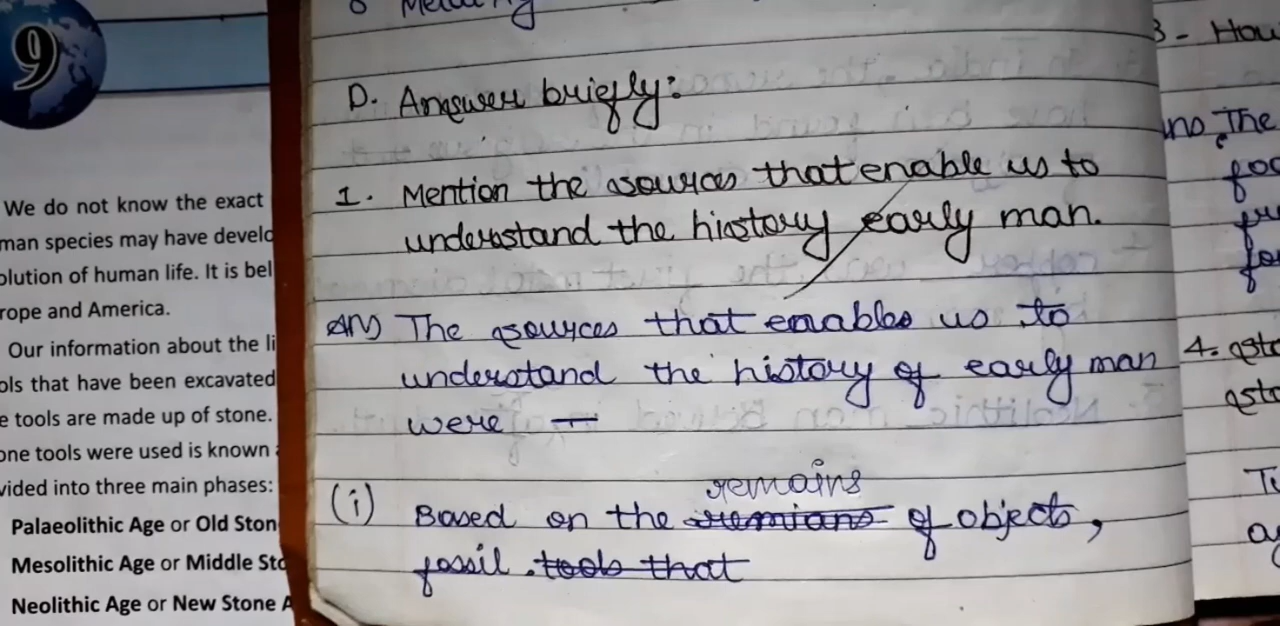 9
We do not know the exact
man species may have develo
olution of human life. It is bel
rope and America.
Our information about the li
ols that have been excavated
e tools are made up of stone.
one tools were used is known
vided into three main phases:
Palaeolithic Age or Old Ston
Mesolithic Age or Middle Sto
Neolithic Age or New Stone A
D. Answer briefly:
1. Mention the sources that enable us to
understand the history early man.
Ans The sources that enables us to
understand the history of early man
were —
remains
(i) Based on the remians of objects,
fossil . tools that
3 - How
Ans The
foo
4.